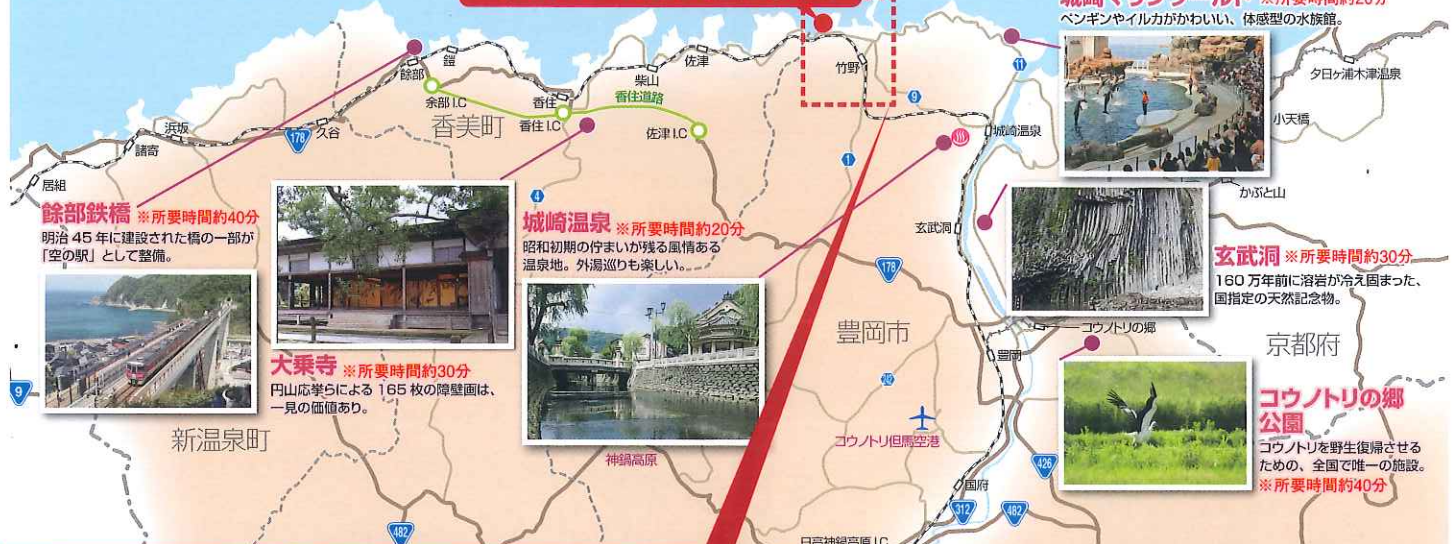 城崎マリンワールド ※所要時間約20分
ペンギンやイルカがかわいい、体感型の水族館。
鎧
餘部
余部I.C
香住
香住I.C
香住道路
柴山
佐津
佐津I.C
竹野
城崎温泉
夕日ヶ浦木津温泉
小天橋
かぶと山
浜坂
諸寄
居組
久谷
香美町
178
4
1
9
11
餘部鉄橋 ※所要時間約40分
明治45年に建設された橋の一部が
「空の駅」として整備。
大乗寺 ※所要時間約30分
円山応挙らによる165枚の障壁画は、
一見の価値あり。
城崎温泉 ※所要時間約20分
昭和初期の佇まいが残る風情ある
温泉地。外湯巡りも楽しい。
玄武洞
玄武洞 ※所要時間約30分
160万年前に溶岩が冷え固まった、
国指定の天然記念物。
178
豊岡市
豊岡
コウノトリの郷
京都府
コウノトリの郷
公園
コウノトリを野生復帰させる
ための、全国で唯一の施設。
※所要時間約40分
コウノトリ但馬空港
神鍋高原
新温泉町
9
482
国府
312
482
426
日高神鍋高原I.C